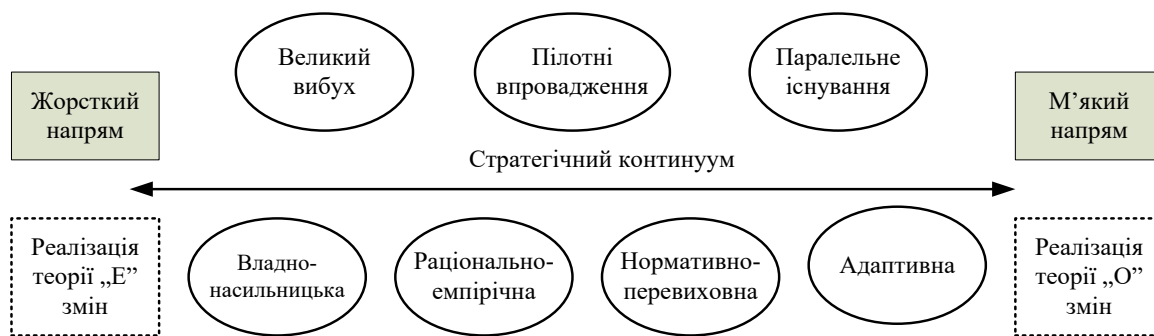 Великий
вибух
Пілотні
впровадження
Паралельне
існування
Жорсткий
напрям
М’який
напрям
Стратегічний континуум
Реалізація
теорії „Е”
змін
Владно-
насильницька
Раціонально-
емпірічна
Нормативно-
перевиховна
Адаптивна
Реалізація
теорії „О”
змін